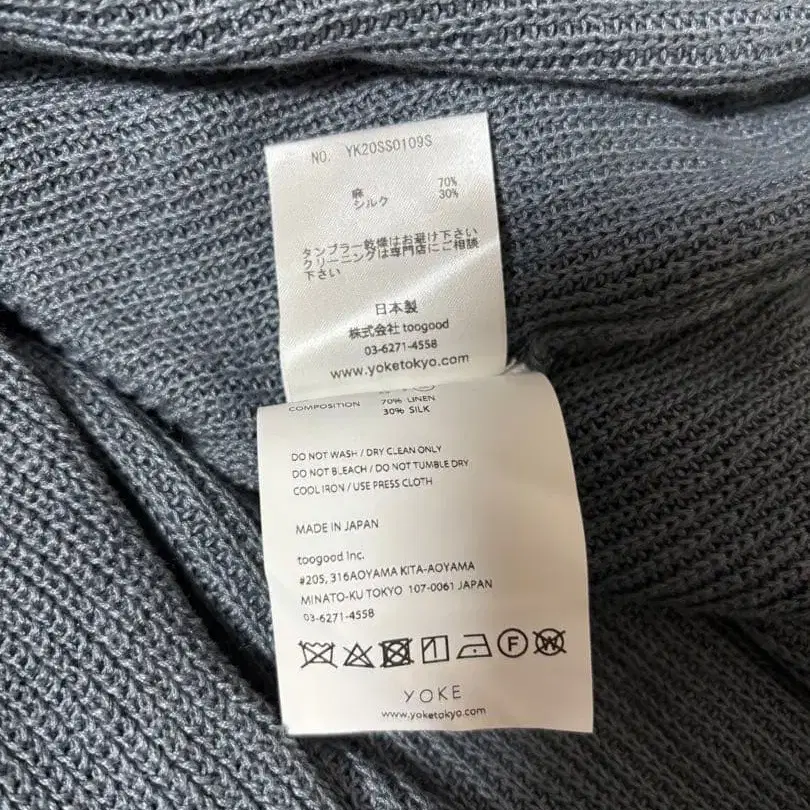 NO. YK20SS0109S
麻 70%
シルク 30%
タンブラー乾燥はお避け下さい
クリーニングは専門店にご相談
下さい
日本製
株式会社 toogood
03-6271-4558
www.yoketokyo.com
COMPOSITION 70% LINEN
30% SILK
DO NOT WASH / DRY CLEAN ONLY
DO NOT BLEACH / DO NOT TUMBLE DRY
COOL IRON / USE PRESS CLOTH
MADE IN JAPAN
toogood Inc.
#205, 316AOYAMA KITA-AOYAMA
MINATO-KU TOKYO 107-0061 JAPAN
03-6271-4558
F W
YOKE
www.yoketokyo.com